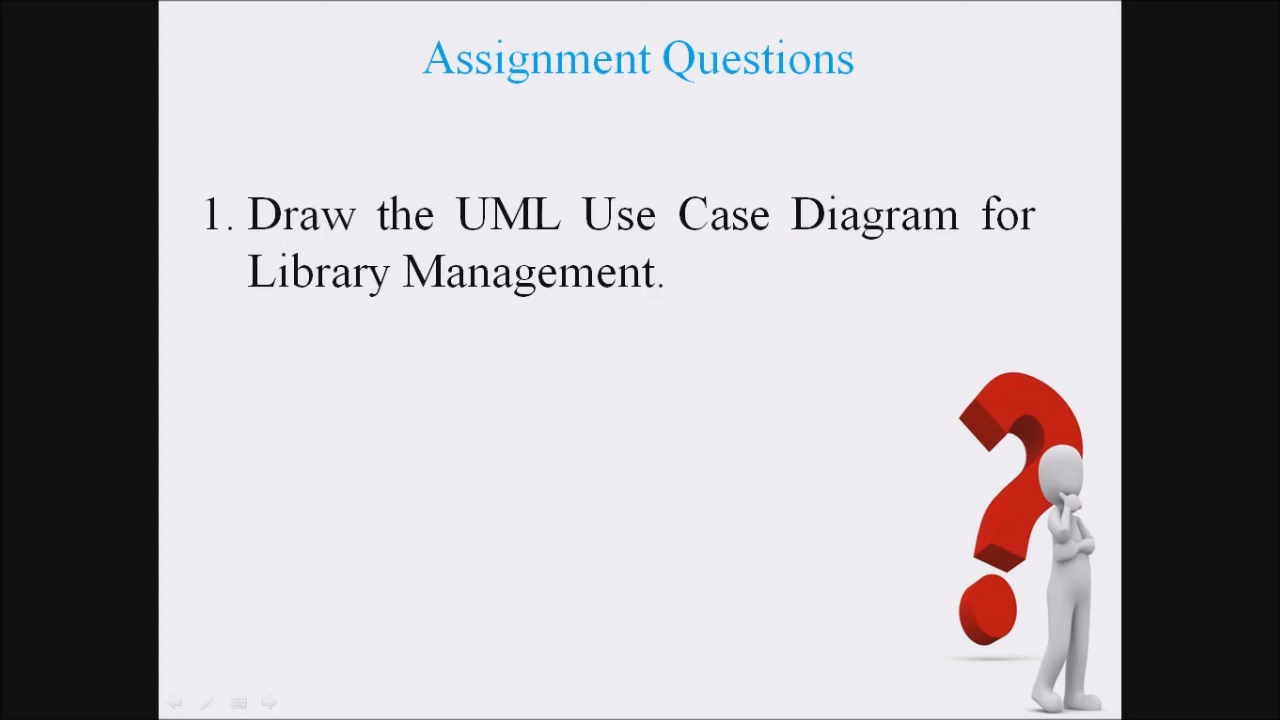 Assignment Questions
1. Draw the UML Use Case Diagram for
Library Management.